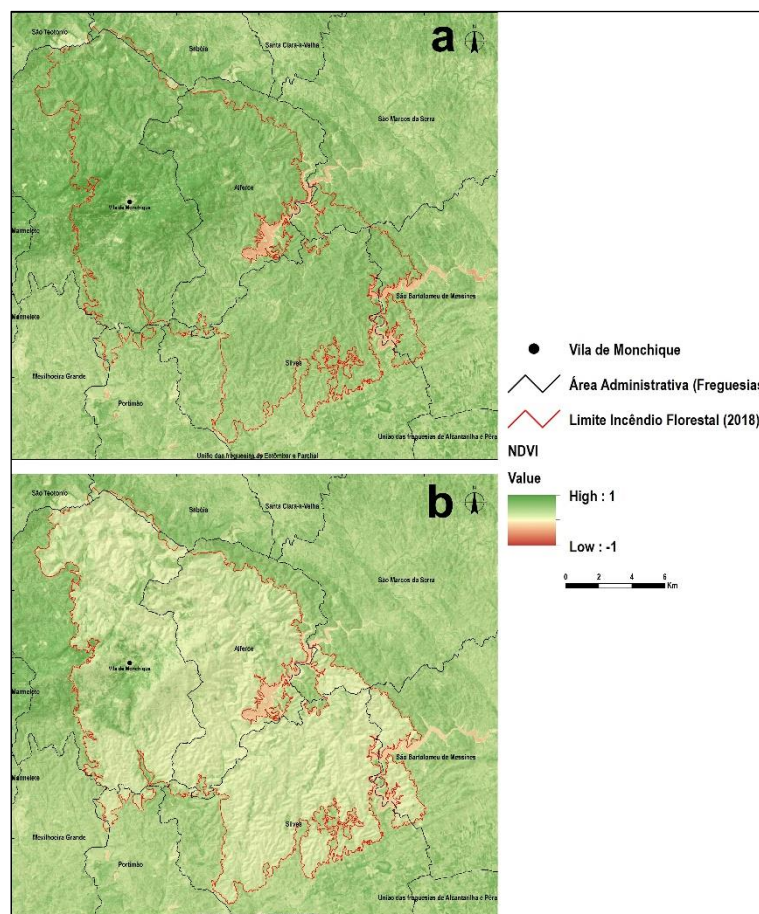 a
N
São Teotónio
Sabóia
Santa Clara-a-Velha
São Marcos da Serra
Alferce
Vila de Monchique
Marmelete
São Bartolomeu de Messines
Marmelete
Silves
Mexilhoeira Grande
Portimão
União das freguesias de Alcantarilha e Pêra
União das freguesias de Estômbar e Parchal
b
N
São Teotónio
Sabóia
Santa Clara-a-Velha
São Marcos da Serra
Alferce
Vila de Monchique
Marmelete
São Bartolomeu de Messines
Marmelete
Silves
Mexilhoeira Grande
Portimão
União das freguesias de Alcantarilha e Pêra
Vila de Monchique
Área Administrativa (Freguesias
Limite Incêndio Florestal (2018)
NDVI
Value
High : 1
Low : -1
0 2 4 6
Km